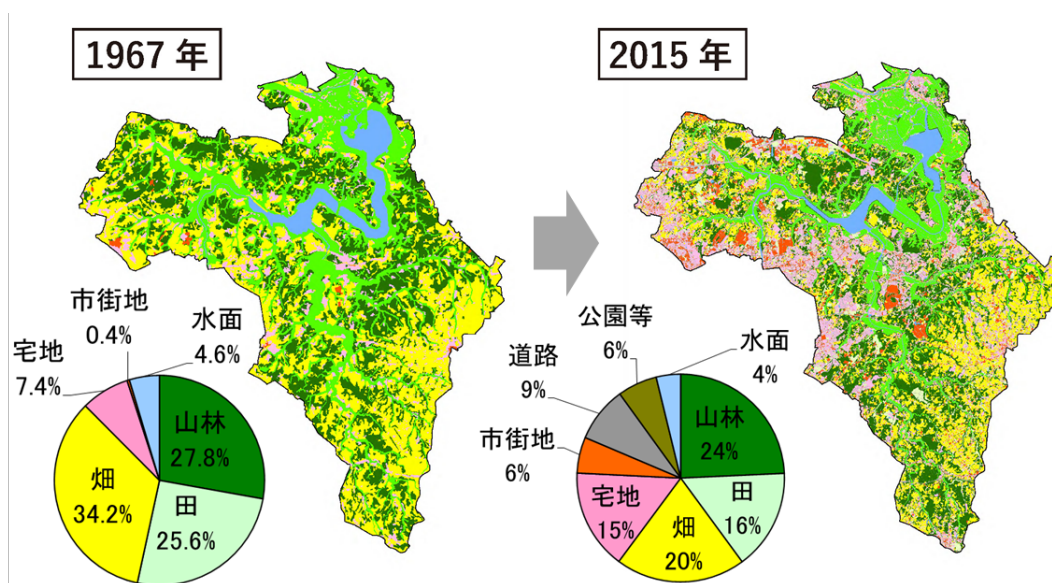 1967 年
2015 年
市街地
0.4%
水面
4.6%
宅地
7.4%
山林
27.8%
畑
34.2%
田
25.6%
公園等
6%
水面
4%
道路
9%
市街地
6%
山林
24%
宅地
15%
田
16%
畑
20%